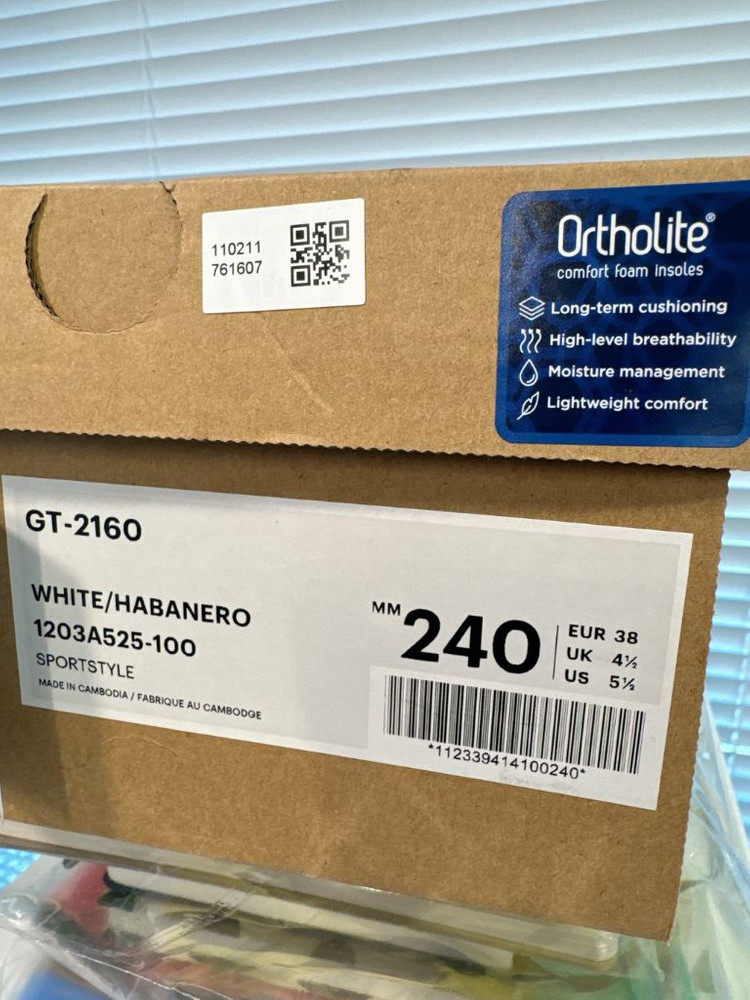 110211
761607
Ortholite®
comfort foam insoles
Long-term cushioning
High-level breathability
Moisture management
Lightweight comfort
GT-2160
WHITE/HABANERO
1203A525-100
SPORTSTYLE
MADE IN CAMBODIA / FABRIQUE AU CAMBODGE
MM 240
EUR 38
UK 4½
US 5½
*112339414100240*